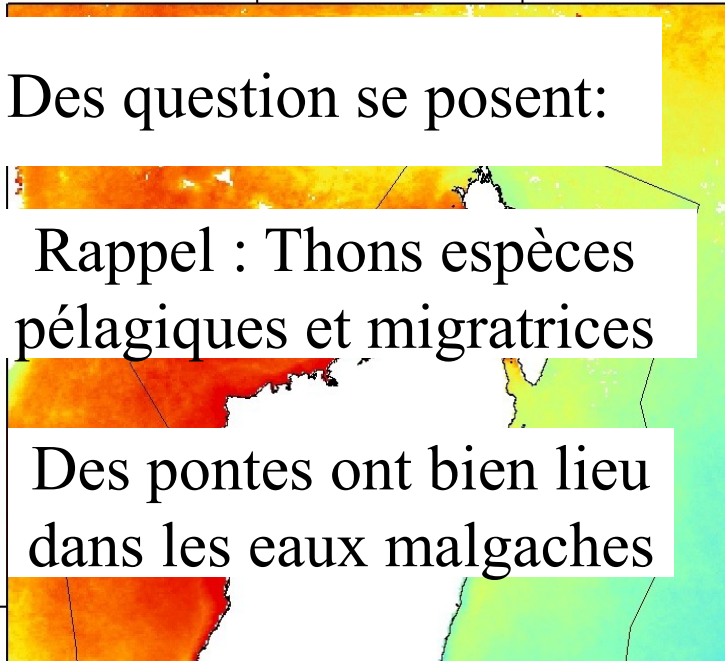 Des question se posent:
Rappel : Thons espèces
pélagiques et migratrices
Des pontes ont bien lieu
dans les eaux malgaches